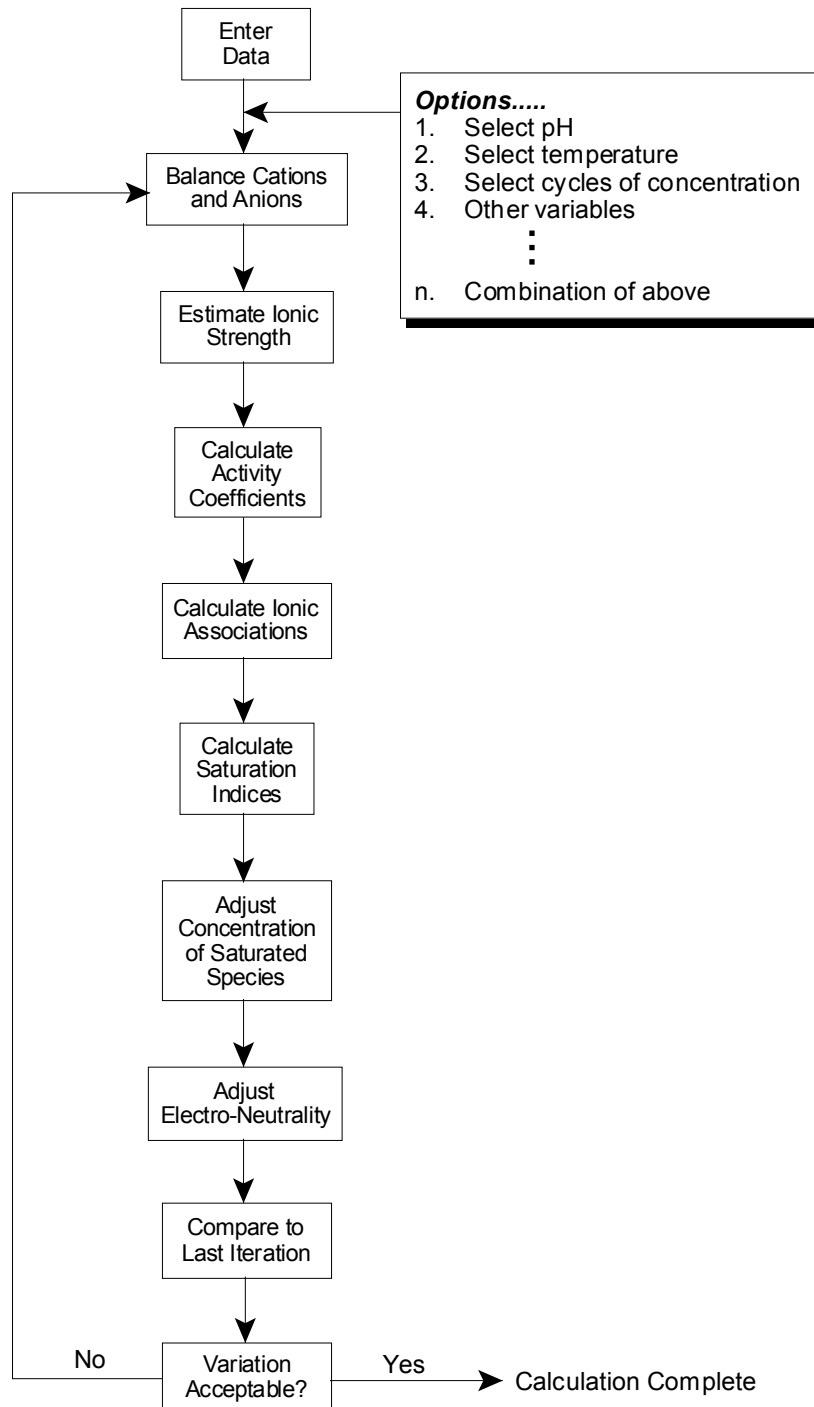 Enter
Data
Options.....
1. Select pH
2. Select temperature
3. Select cycles of concentration
4. Other variables
n. Combination of above
Balance Cations
and Anions
Estimate Ionic
Strength
Calculate
Activity
Coefficients
Calculate Ionic
Associations
Calculate
Saturation
Indices
Adjust
Concentration
of Saturated
Species
Adjust
Electro-Neutrality
Compare to
Last Iteration
No
Variation
Acceptable?
Yes
Calculation Complete